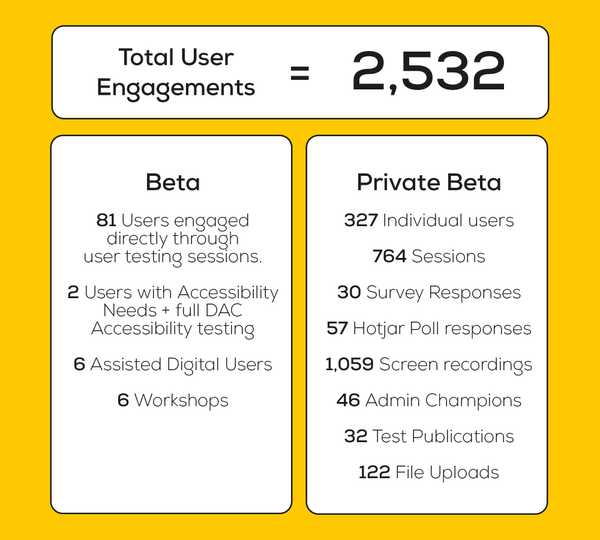 Total User
Engagements
= 2,532
Beta
81 Users engaged
directly through
user testing sessions.
2 Users with Accessibility
Needs + full DAC
Accessibility testing
6 Assisted Digital Users
6 Workshops
Private Beta
327 Individual users
764 Sessions
30 Survey Responses
57 Hotjar Poll responses
1,059 Screen recordings
46 Admin Champions
32 Test Publications
122 File Uploads